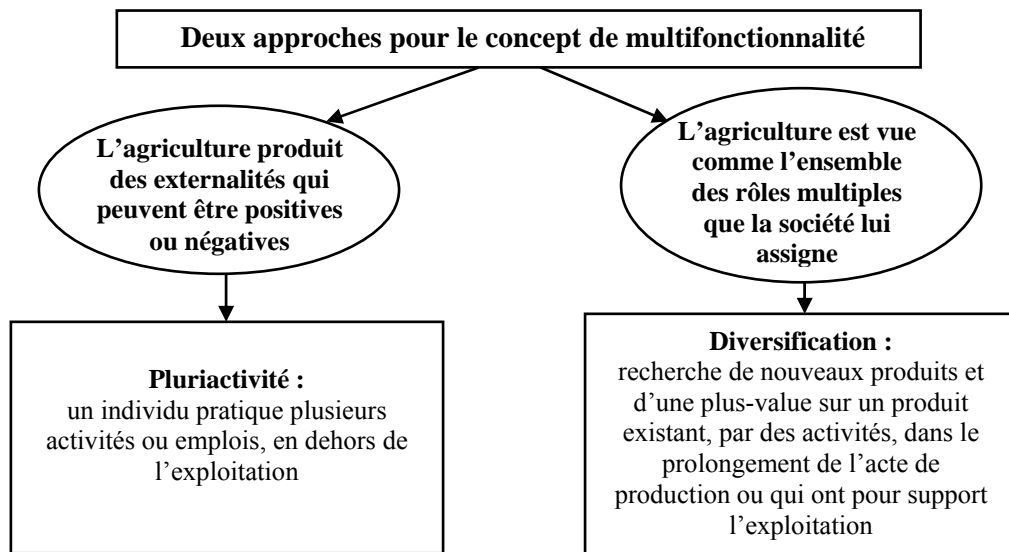 Deux approches pour le concept de multifonctionnalité
L’agriculture produit
des externalités qui
peuvent être positives
ou négatives
L’agriculture est vue
comme l’ensemble
des rôles multiples
que la société lui
assigne
Pluriactivité :
un individu pratique plusieurs
activités ou emplois, en dehors de
l’exploitation
Diversification :
recherche de nouveaux produits et
d’une plus-value sur un produit
existant, par des activités, dans le
prolongement de l’acte de
production ou qui ont pour support
l’exploitation